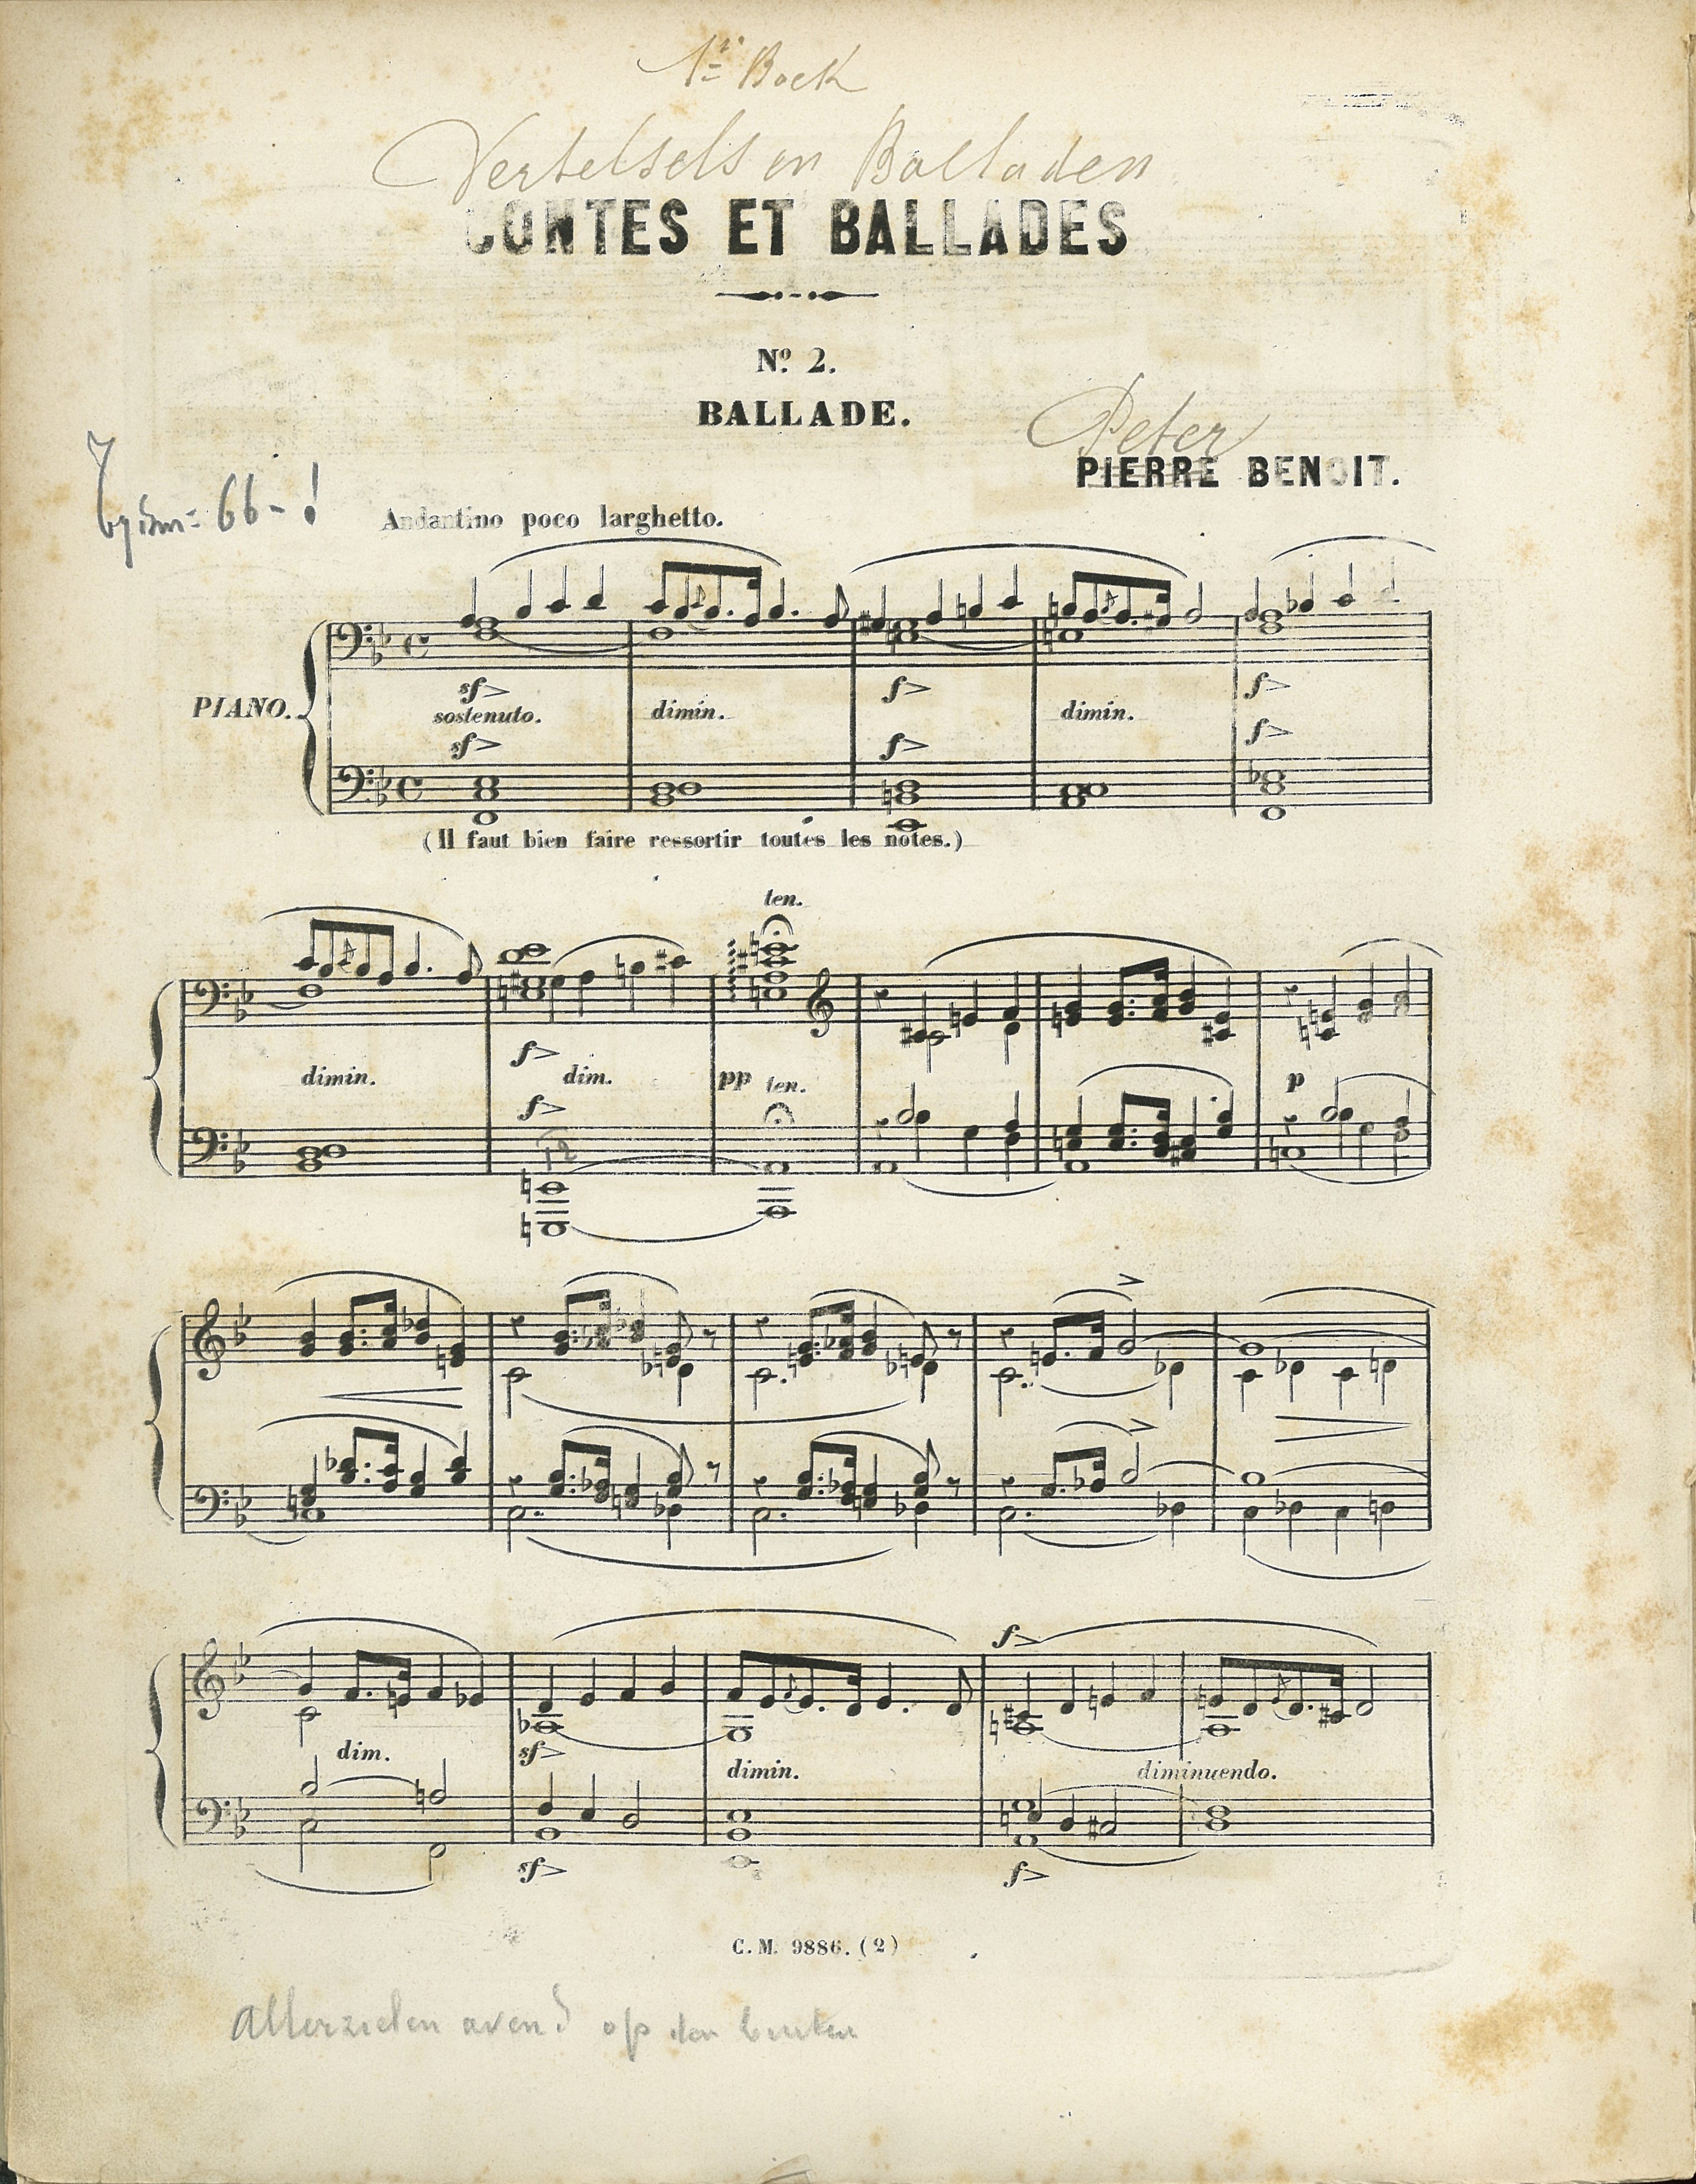 1e Boek
Vertelsels en Balladen
CONTES ET BALLADES
Nº 2.
BALLADE.
Peter
PIERRE BENOIT.
= 66 - !
Andantino poco larghetto.
PIANO.
sf>
f>
f>
sostenuto.
dimin.
dimin.
sf>
f>
f>
(Il faut bien faire ressortir toutes les notes.)
ten.
f>
dimin.
dim.
pp
ten.
p
f>
f>
dim.
sf>
dimin.
diminuendo.
sf>
f>
C. M. 9886. (2)
Allerzielen avend op den buiten